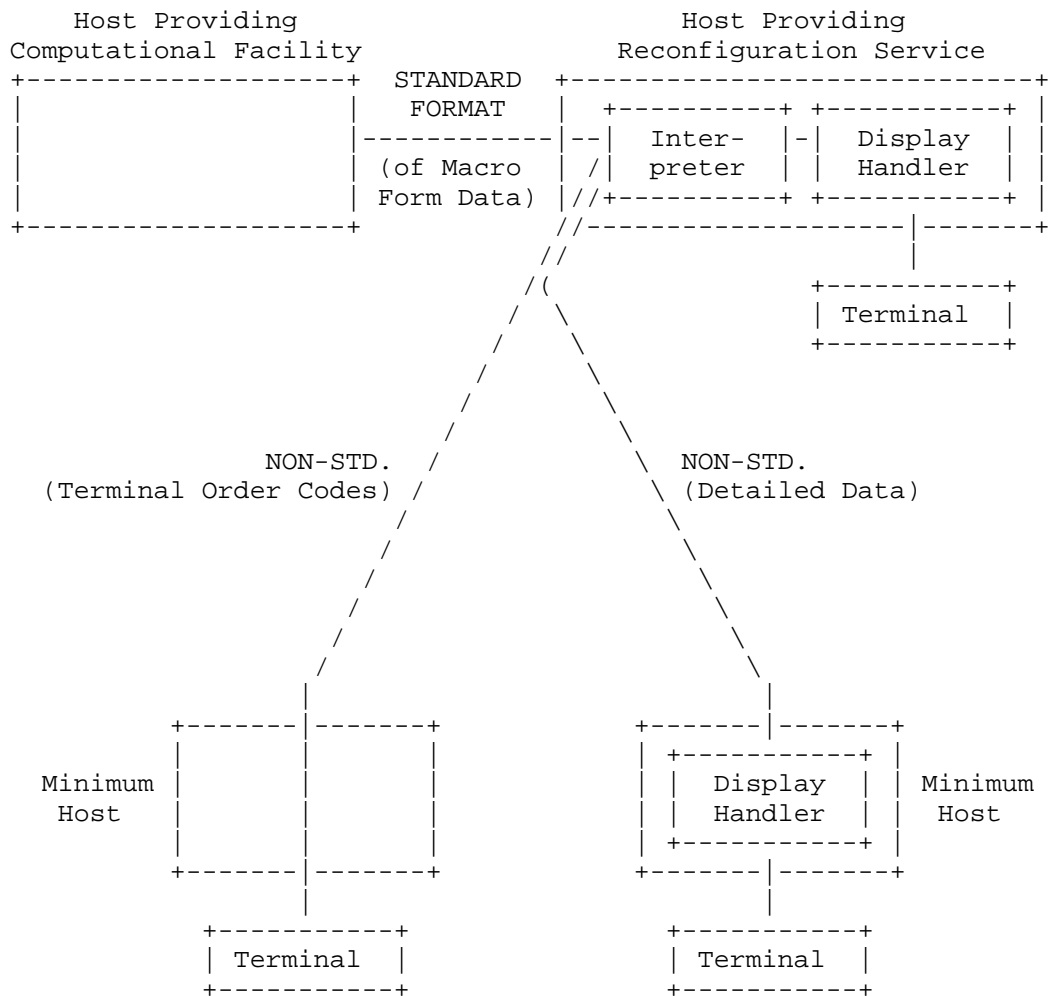 Host Providing
Computational Facility
Host Providing
Reconfiguration Service
STANDARD
FORMAT
(of Macro
Form Data)
Inter-
preter
Display
Handler
Terminal
NON-STD.
(Terminal Order Codes)
NON-STD.
(Detailed Data)
Minimum
Host
Display
Handler
Minimum
Host
Terminal
Terminal